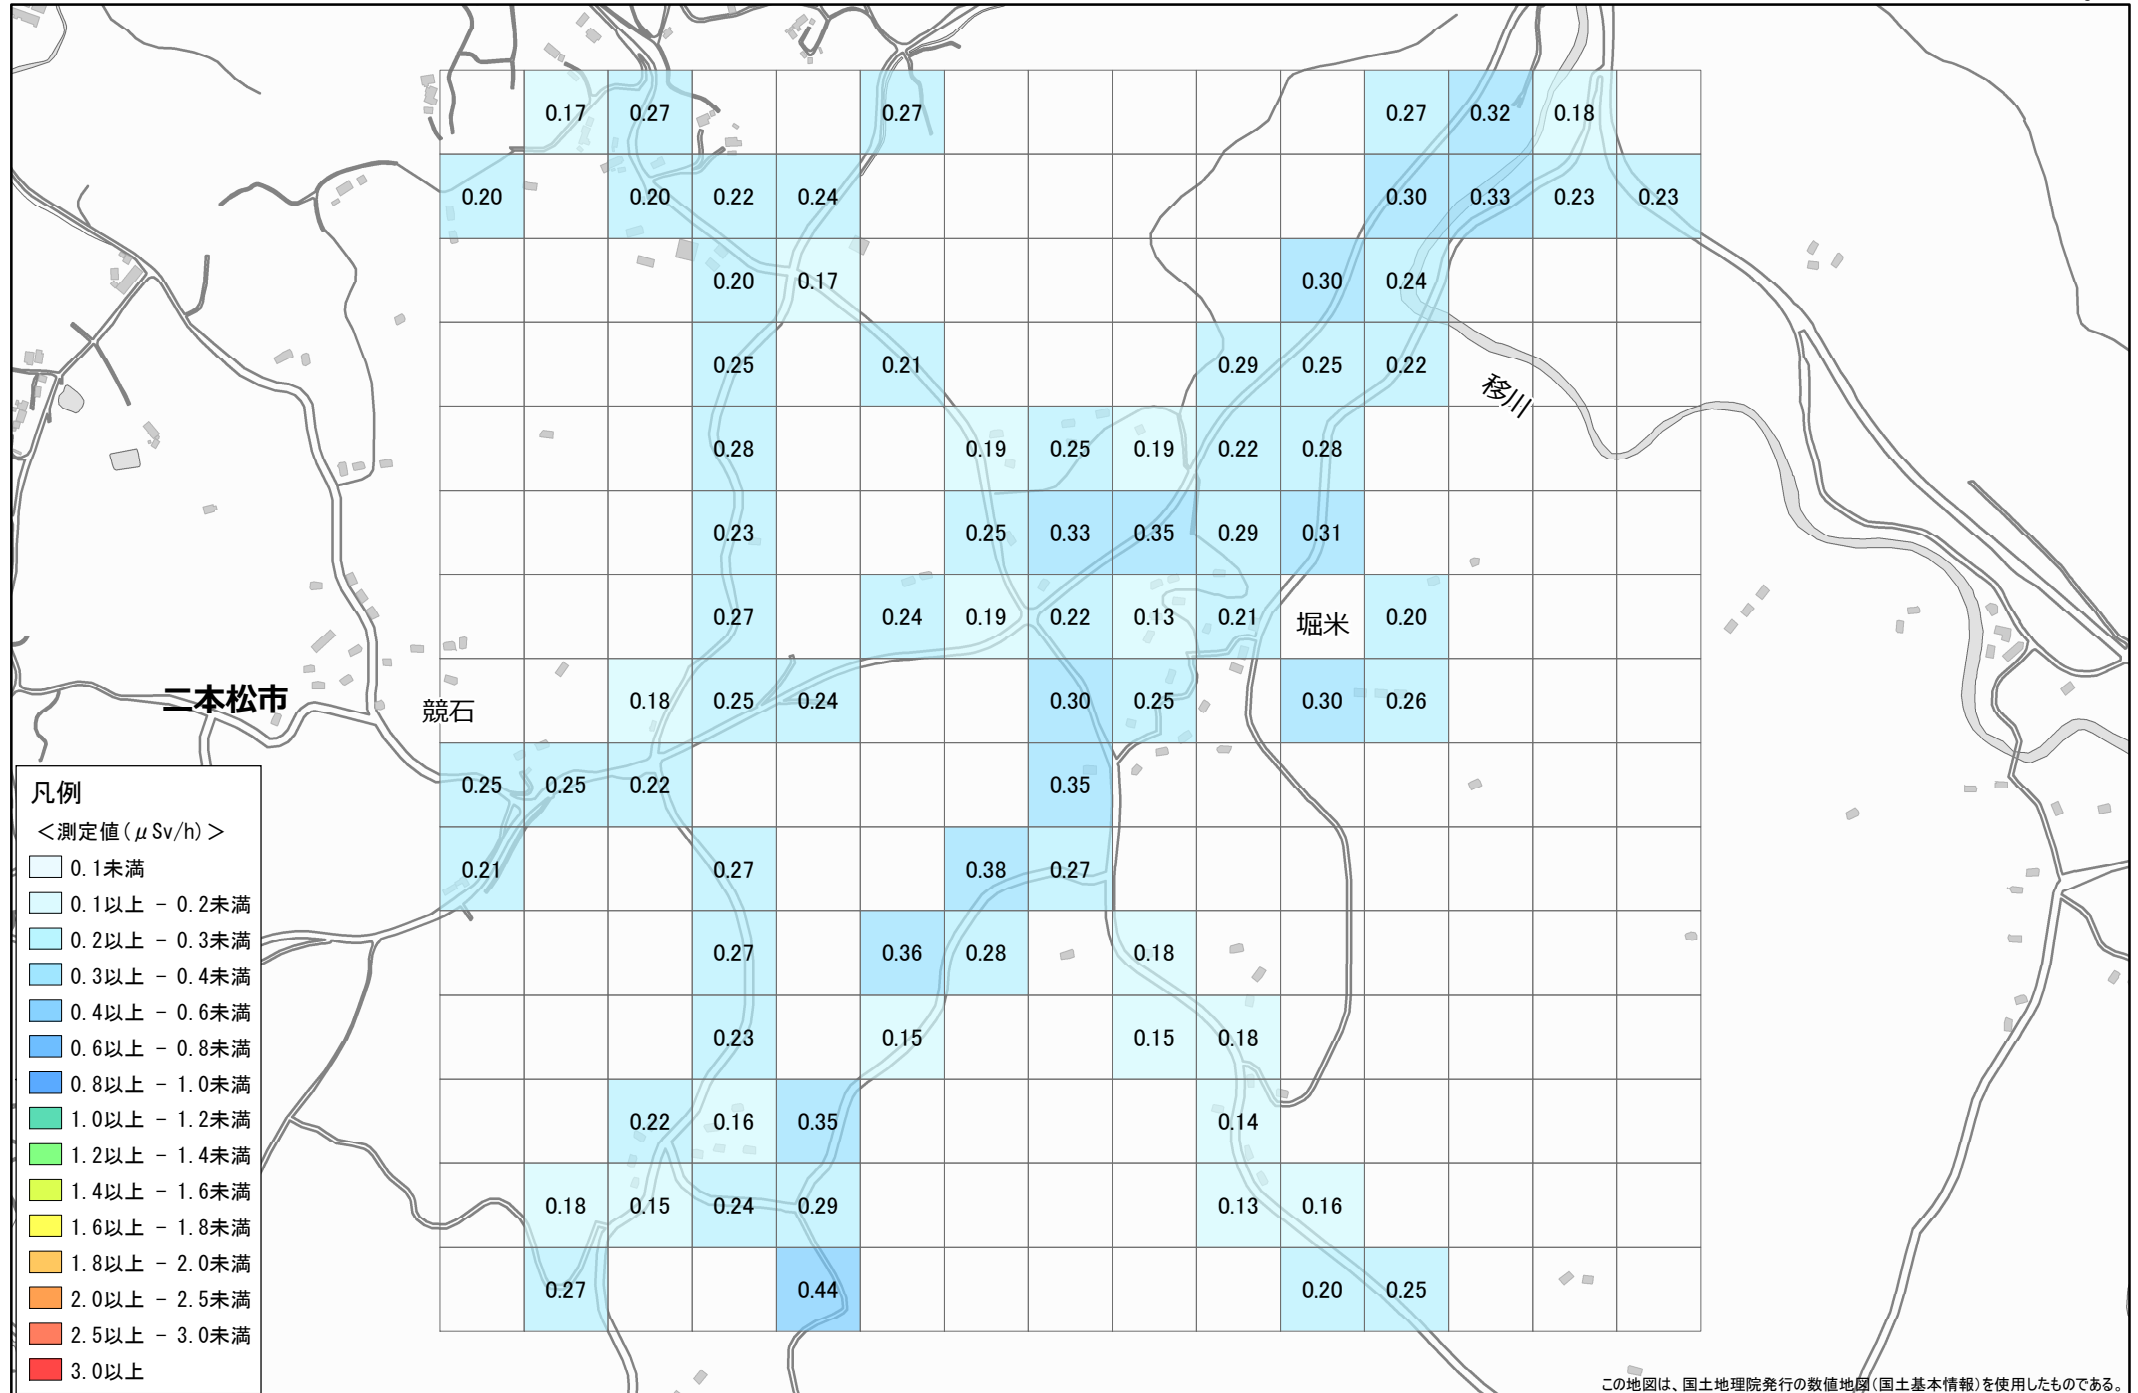 0.17 0.27 0.27 0.27 0.32 0.18
0.20 0.20 0.22 0.24 0.30 0.33 0.23 0.23
0.20 0.17 0.30 0.24
0.25 0.21 0.29 0.25 0.22
移川
0.28 0.19 0.25 0.19 0.22 0.28
0.23 0.25 0.33 0.35 0.29 0.31
0.27 0.24 0.19 0.22 0.13 0.21 堀米 0.20
二本松市 競石 0.18 0.25 0.24 0.30 0.25 0.30 0.26
0.25 0.25 0.22 0.35
0.21 0.27 0.38 0.27
0.27 0.36 0.28 0.18
0.23 0.15 0.15 0.18
0.22 0.16 0.35 0.14
0.18 0.15 0.24 0.29 0.13 0.16
0.27 0.44 0.20 0.25
凡例
＜測定値(μSv/h)＞
0.1未満
0.1以上 － 0.2未満
0.2以上 － 0.3未満
0.3以上 － 0.4未満
0.4以上 － 0.6未満
0.6以上 － 0.8未満
0.8以上 － 1.0未満
1.0以上 － 1.2未満
1.2以上 － 1.4未満
1.4以上 － 1.6未満
1.6以上 － 1.8未満
1.8以上 － 2.0未満
2.0以上 － 2.5未満
2.5以上 － 3.0未満
3.0以上
この地図は、国土地理院発行の数値地図(国土基本情報)を使用したものである。